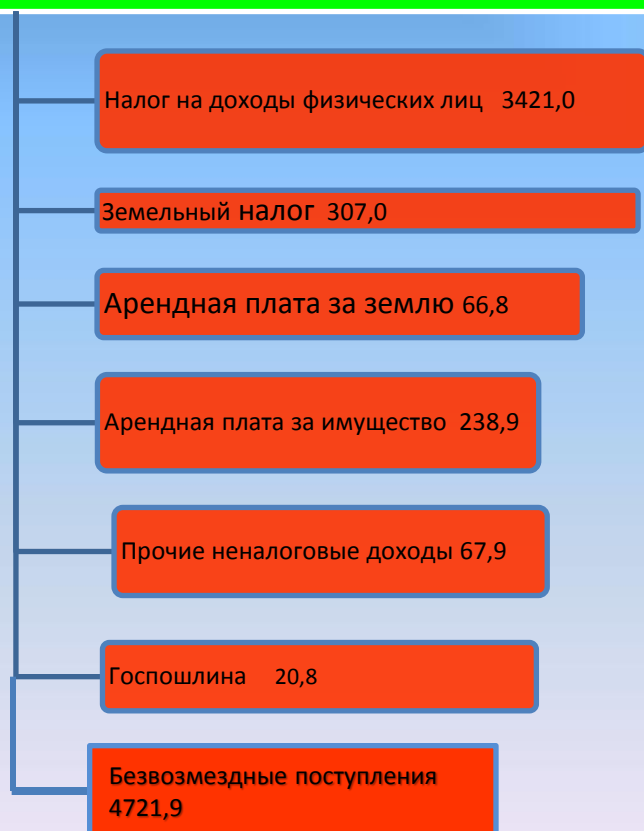 Налог на доходы физических лиц 3421,0
Земельный налог 307,0
Арендная плата за землю 66,8
Арендная плата за имущество 238,9
Прочие неналоговые доходы 67,9
Госпошлина 20,8
Безвозмездные поступления
4721,9